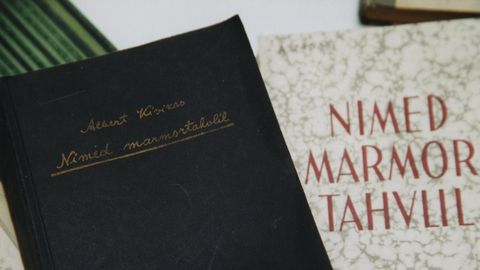 Albert Kivikas
Nimed marmortahvlil
NIMED
MARMOR
TAHVLIL